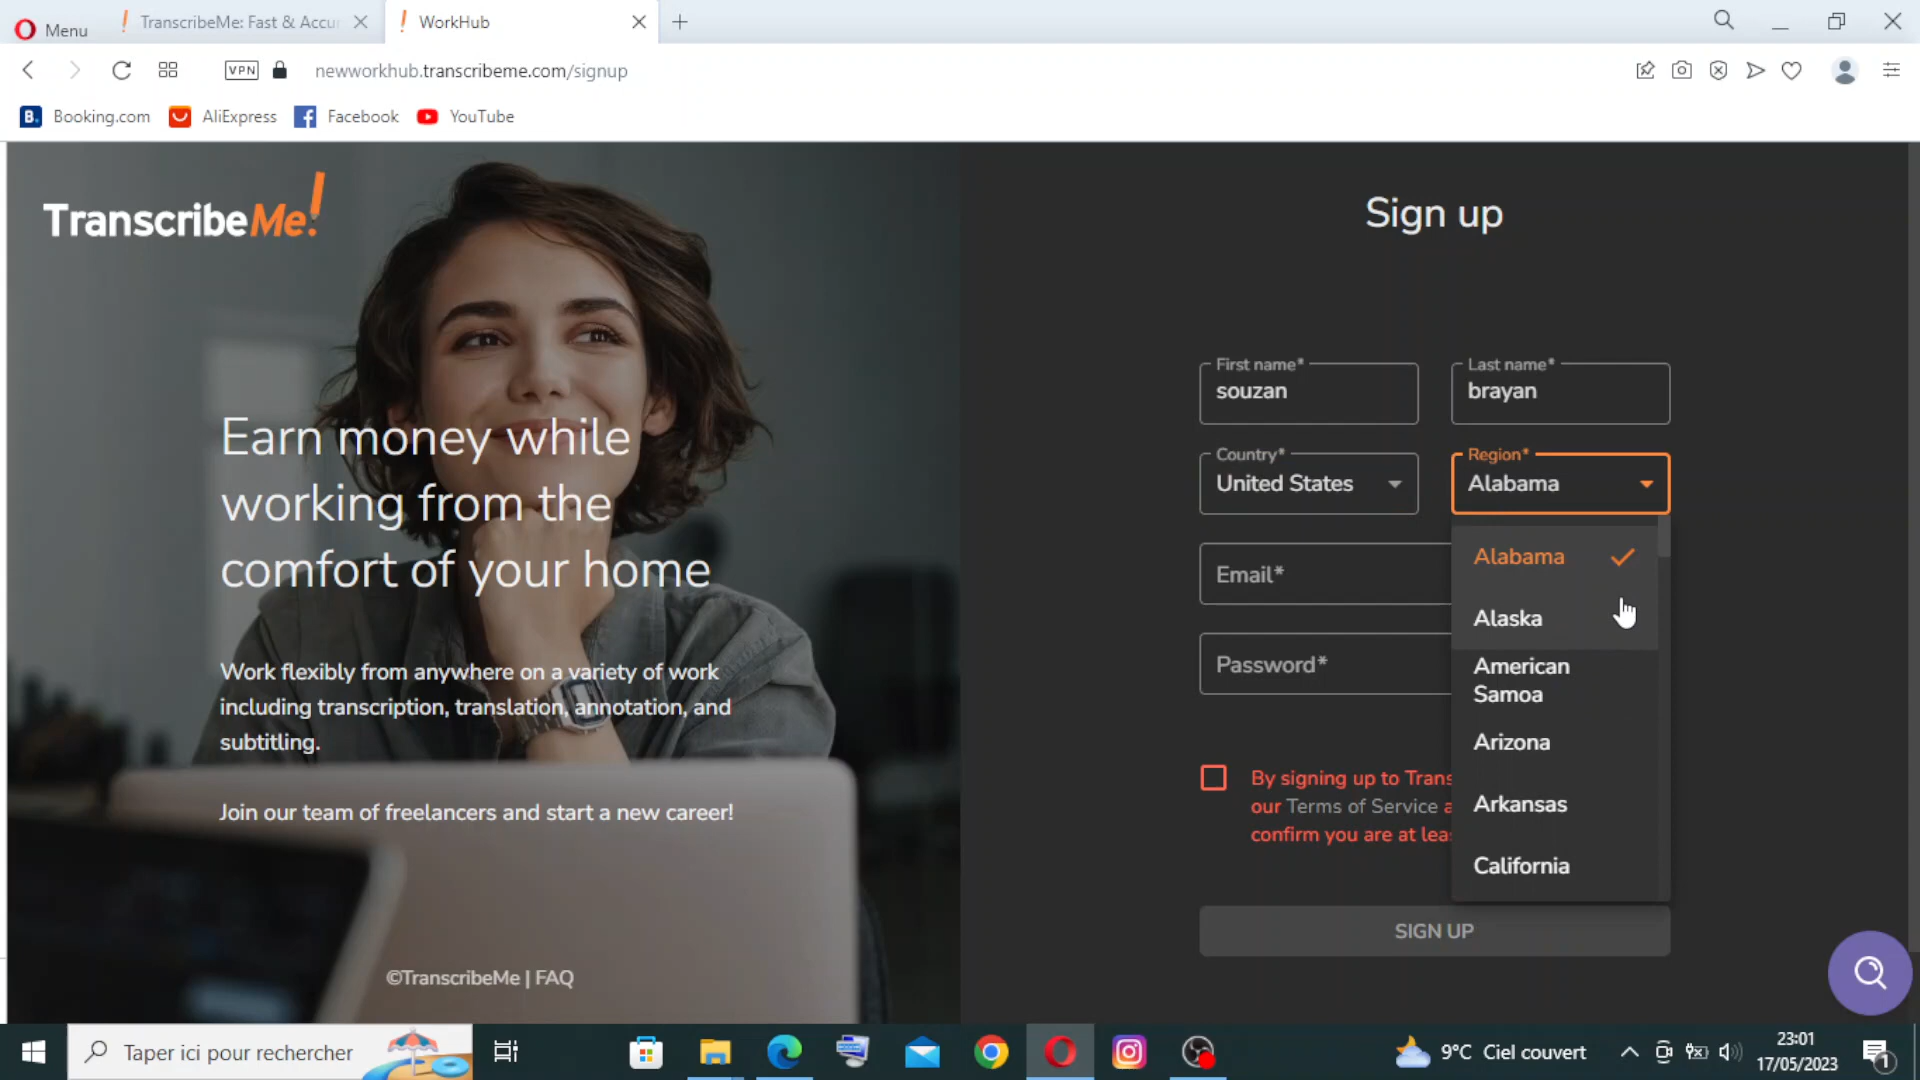 Menu
TranscribeMe: Fast & Accu
WorkHub
VPN
newworkhub.transcribeme.com/signup
B. Booking.com
AliExpress
Facebook
YouTube
TranscribeMe!
Earn money while
working from the
comfort of your home
Work flexibly from anywhere on a variety of work
including transcription, translation, annotation, and
subtitling.
Join our team of freelancers and start a new career!
©TranscribeMe | FAQ
Sign up
First name*
souzan
Last name*
brayan
Country*
United States
Region*
Alabama
Email*
Password*
Alabama
Alaska
American
Samoa
Arizona
Arkansas
California
By signing up to Trans
our Terms of Service a
confirm you are at leas
SIGN UP
Taper ici pour rechercher
9°C Ciel couvert
23:01
17/05/2023
1